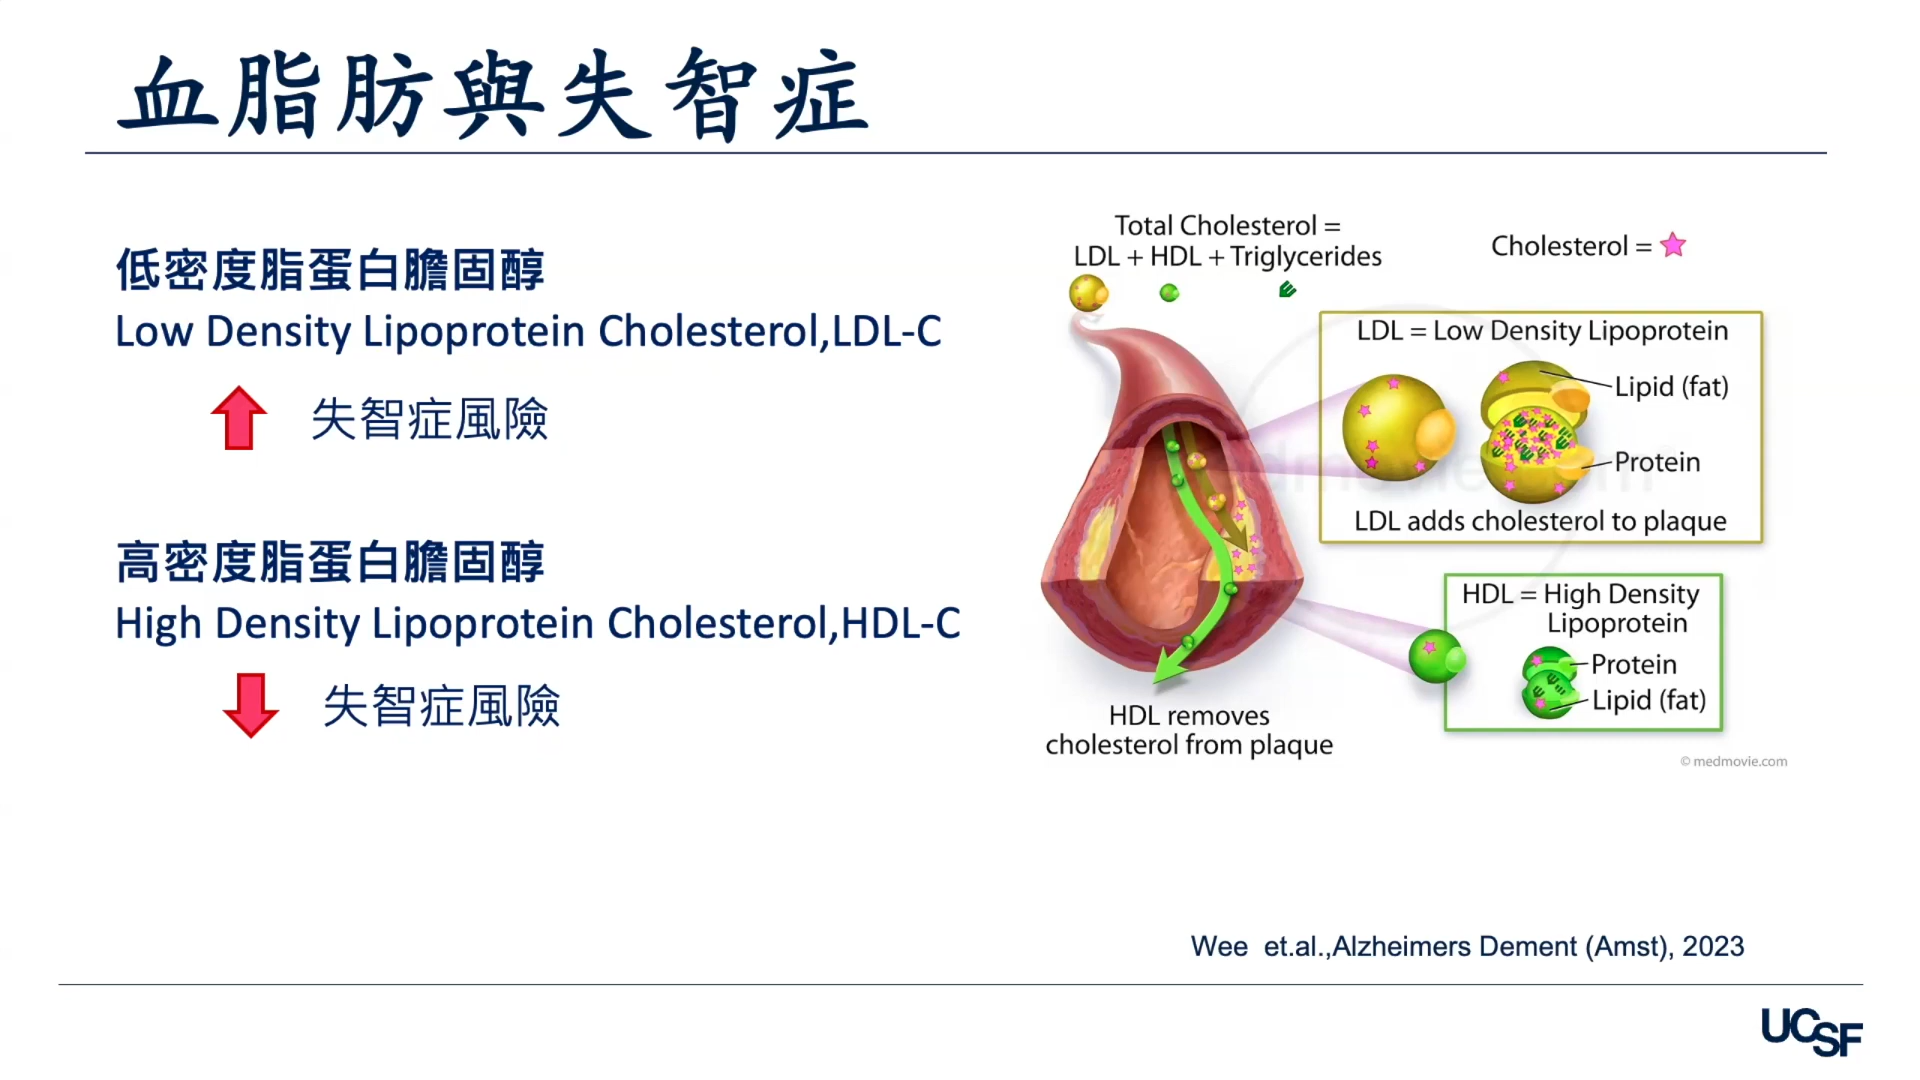 血脂肪與失智症
低密度脂蛋白膽固醇
Low Density Lipoprotein Cholesterol,LDL-C
失智症風險
高密度脂蛋白膽固醇
High Density Lipoprotein Cholesterol,HDL-C
失智症風險
Total Cholesterol =
LDL + HDL + Triglycerides
Cholesterol =
LDL = Low Density Lipoprotein
Lipid (fat)
Protein
LDL adds cholesterol to plaque
HDL = High Density
Lipoprotein
Protein
Lipid (fat)
HDL removes
cholesterol from plaque
© medmovie.com
Wee et.al.,Alzheimers Dement (Amst), 2023
UCSF